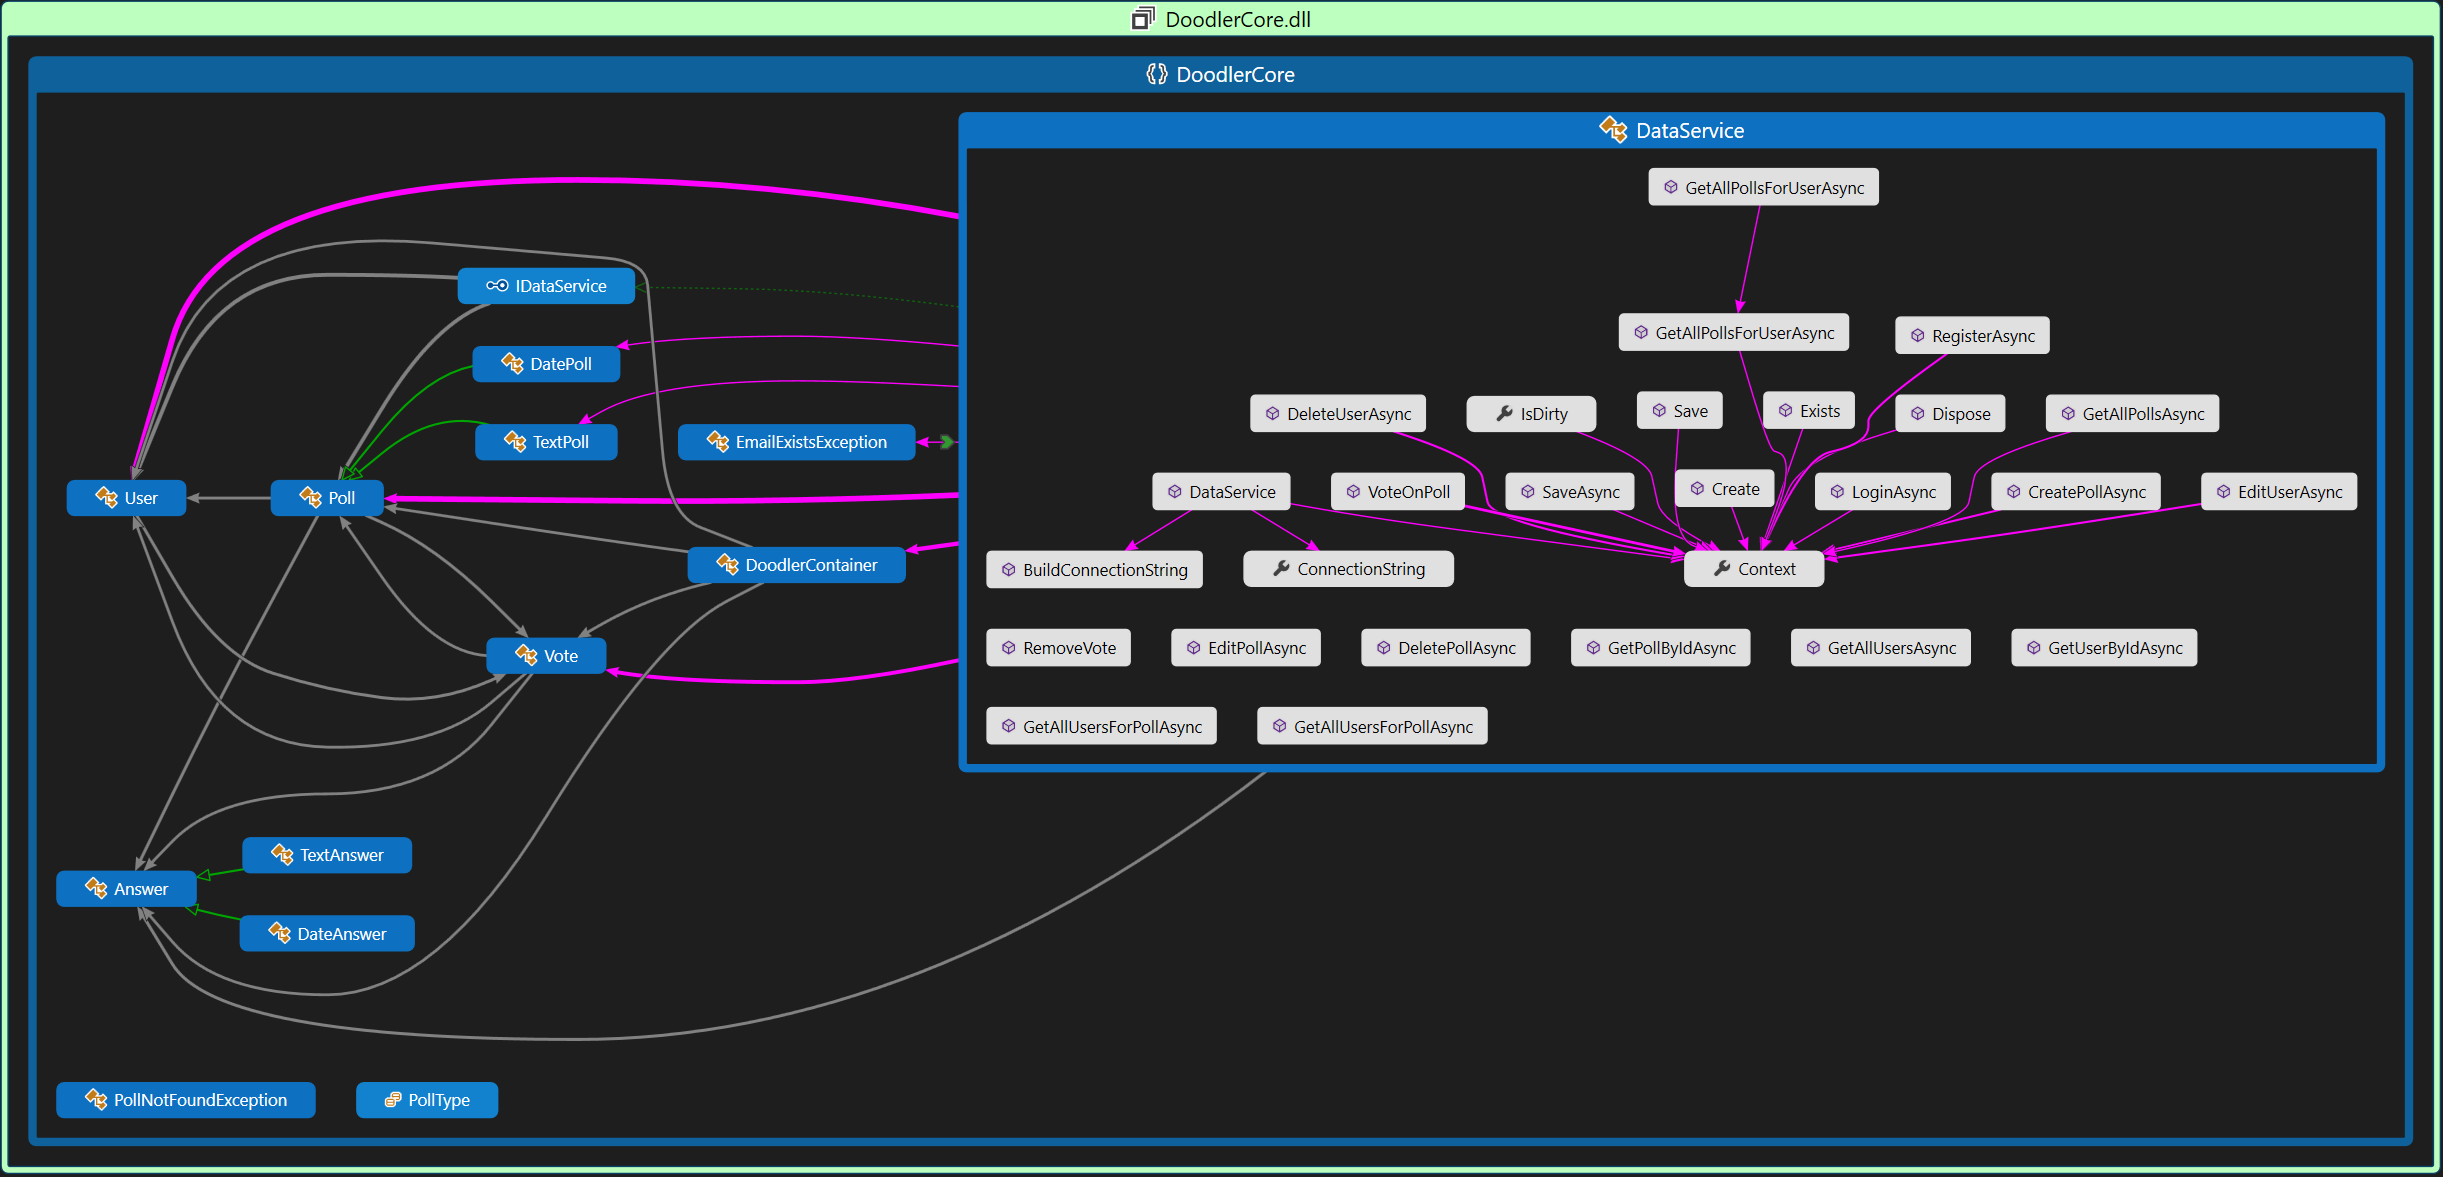 DoodlerCore.dll
DoodlerCore
DataService
GetAllPollsForUserAsync
IDataService
GetAllPollsForUserAsync
RegisterAsync
DatePoll
DeleteUserAsync
IsDirty
Save
Exists
Dispose
GetAllPollsAsync
TextPoll
EmailExistsException
User
Poll
DataService
VoteOnPoll
SaveAsync
Create
LoginAsync
CreatePollAsync
EditUserAsync
DoodlerContainer
BuildConnectionString
ConnectionString
Context
Vote
RemoveVote
EditPollAsync
DeletePollAsync
GetPollByIdAsync
GetAllUsersAsync
GetUserByIdAsync
GetAllUsersForPollAsync
GetAllUsersForPollAsync
TextAnswer
Answer
DateAnswer
PollNotFoundException
PollType